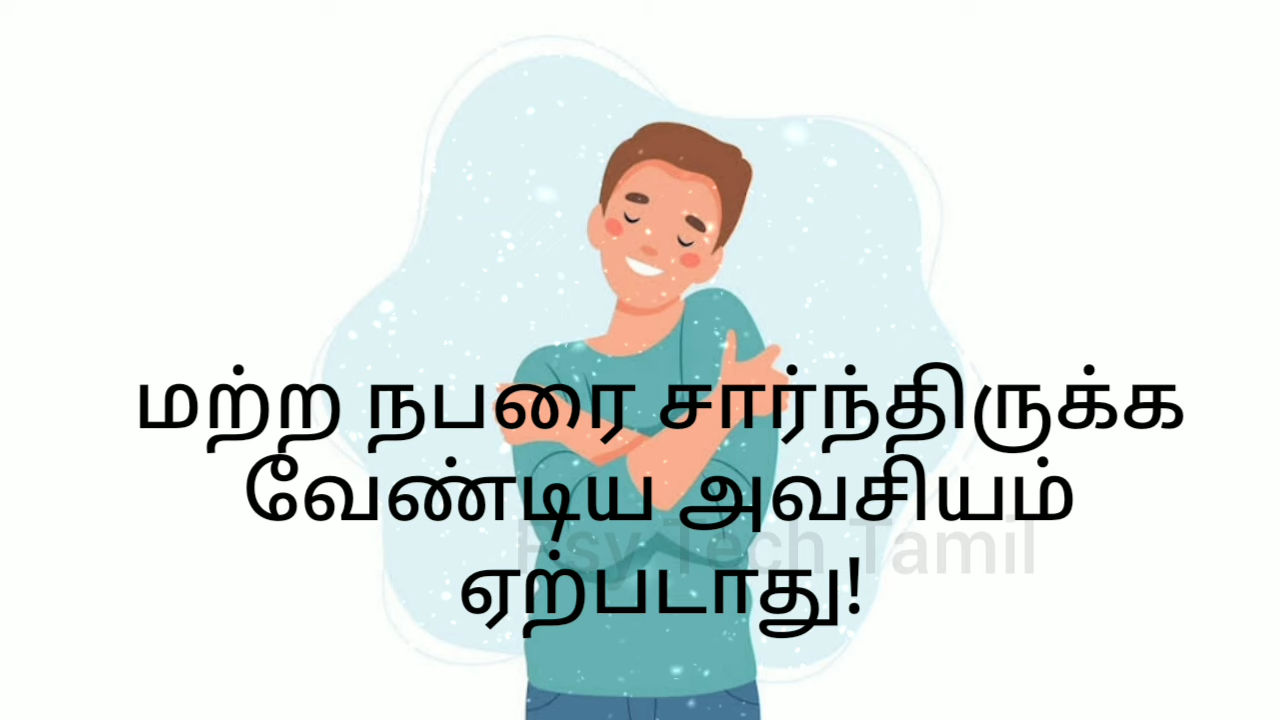 மற்ற நபரை சார்ந்திருக்க
வேண்டிய அவசியம்
Psy Tech Tamil
ஏற்படாது!